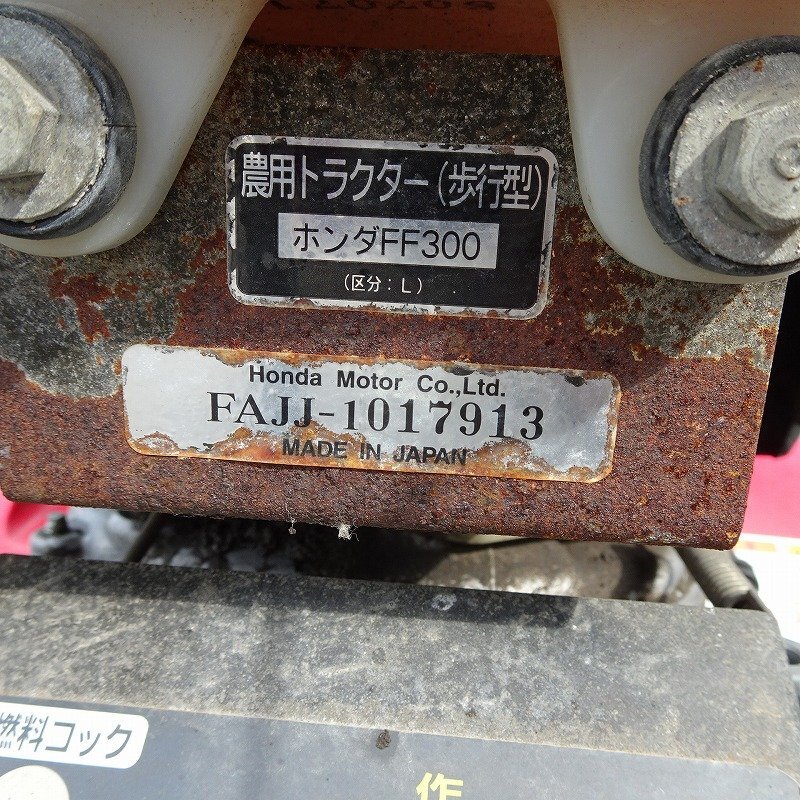 農用トラクター(歩行型)
ホンダFF300
(区分:L)
Honda Motor Co.,Ltd.
FAJJ-1017913
MADE IN JAPAN
燃料コック
作